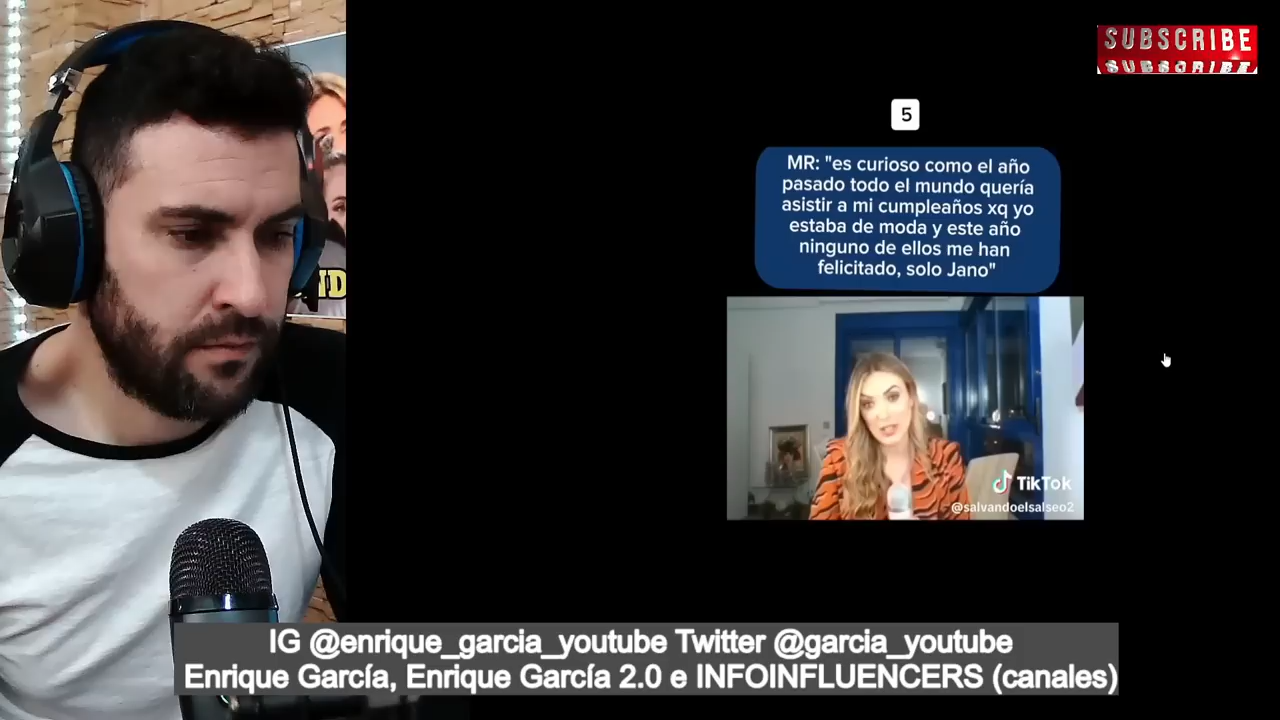 SUBSCRIBE
5
MR: "es curioso como el año
pasado todo el mundo quería
asistir a mi cumpleaños xq yo
estaba de moda y este año
ninguno de ellos me han
felicitado, solo Jano"
TikTok
@salvandoelsalseo2
ND
IG @enrique_garcia_youtube Twitter @garcia_youtube
Enrique García, Enrique García 2.0 e INFOINFLUENCERS (canales)